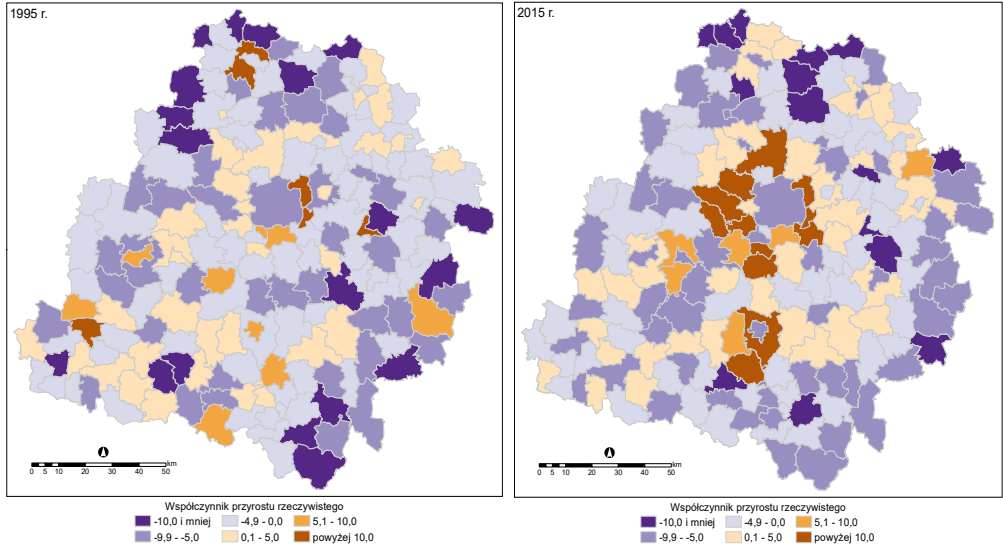 1995 r.
2015 r.
km
0 5 10 20 30 40 50
km
0 5 10 20 30 40 50
Współczynnik przyrostu rzeczywistego
-10,0 i mniej
-4,9 - 0,0
5,1 - 10,0
-9,9 - -5,0
0,1 - 5,0
powyżej 10,0
Współczynnik przyrostu rzeczywistego
-10,0 i mniej
-4,9 - 0,0
5,1 - 10,0
-9,9 - -5,0
0,1 - 5,0
powyżej 10,0